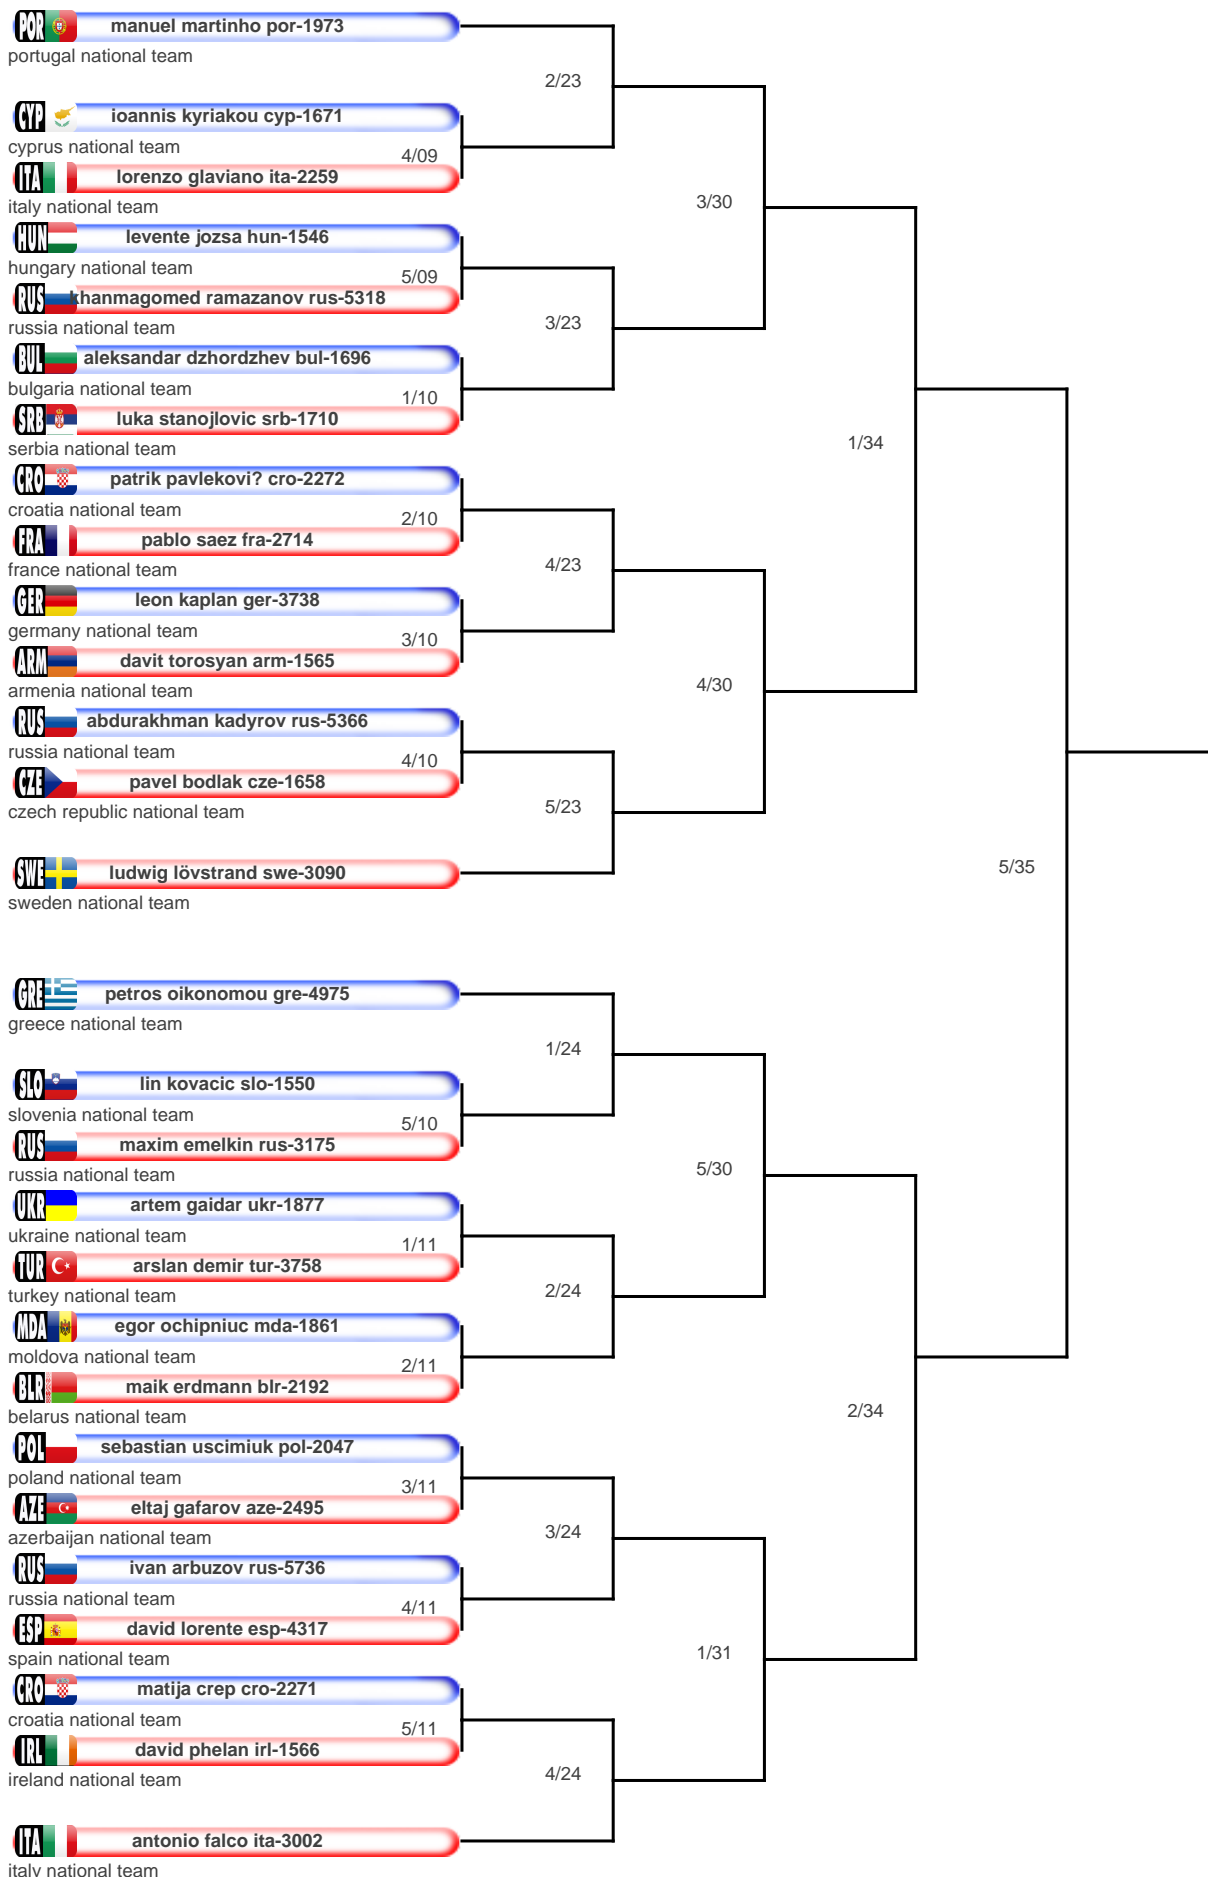 POR manuel martinho por-1973
portugal national team
2/23
CYP ioannis kyriakou cyp-1671
cyprus national team
4/09
ITA lorenzo glaviano ita-2259
italy national team
3/30
HUN levente jozsa hun-1546
hungary national team
5/09
RUS khanmagomed ramazanov rus-5318
russia national team
3/23
BUL aleksandar dzhordzhev bul-1696
bulgaria national team
1/10
SRB luka stanojlovic srb-1710
serbia national team
1/34
CRO patrik pavlekovi? cro-2272
croatia national team
2/10
FRA pablo saez fra-2714
france national team
4/23
GER leon kaplan ger-3738
germany national team
3/10
ARM davit torosyan arm-1565
armenia national team
4/30
RUS abdurakhman kadyrov rus-5366
russia national team
4/10
CZE pavel bodlak cze-1658
czech republic national team
5/23
SWE ludwig lövstrand swe-3090
sweden national team
5/35
GRE petros oikonomou gre-4975
greece national team
1/24
SLO lin kovacic slo-1550
slovenia national team
5/10
RUS maxim emelkin rus-3175
russia national team
5/30
UKR artem gaidar ukr-1877
ukraine national team
1/11
TUR arslan demir tur-3758
turkey national team
2/24
MDA egor ochipniuc mda-1861
moldova national team
2/11
BLR maik erdmann blr-2192
belarus national team
2/34
POL sebastian uscimiuk pol-2047
poland national team
3/11
AZE eltaj gafarov aze-2495
azerbaijan national team
3/24
RUS ivan arbuzov rus-5736
russia national team
4/11
ESP david lorente esp-4317
spain national team
1/31
CRO matija crep cro-2271
croatia national team
5/11
IRL david phelan irl-1566
ireland national team
4/24
ITA antonio falco ita-3002
italy national team